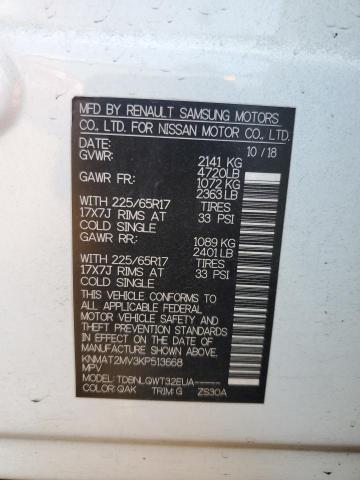 MFD BY RENAULT SAMSUNG MOTORS
CO., LTD. FOR NISSAN MOTOR CO., LTD.
DATE: 10 / 18
GVWR: 2141 KG
4720LB
GAWR FR: 1072 KG
2363LB
WITH 225/65R17 TIRES
17X7J RIMS AT 33 PSI
COLD SINGLE
GAWR RR: 1089 KG
2401LB
WITH 225/65R17 TIRES
17X7J RIMS AT 33 PSI
COLD SINGLE
THIS VEHICLE CONFORMS TO
ALL APPLICABLE FEDERAL
MOTOR VEHICLE SAFETY AND
THEFT PREVENTION STANDARDS
IN EFFECT ON THE DATE OF
MANUFACTURE SHOWN ABOVE.
KNMAT2MV3KP513668
MPV
MODEL: TDBNLQWT32EUA-----
COLOR: QAK TRIM: G ZS30A